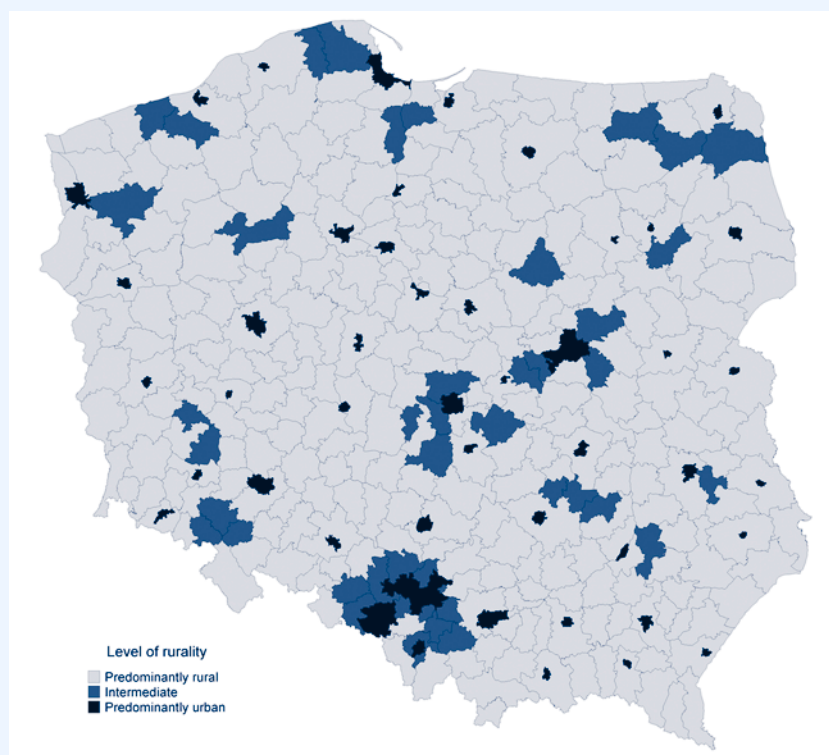 Level of rurality
Predominantly rural
Intermediate
Predominantly urban